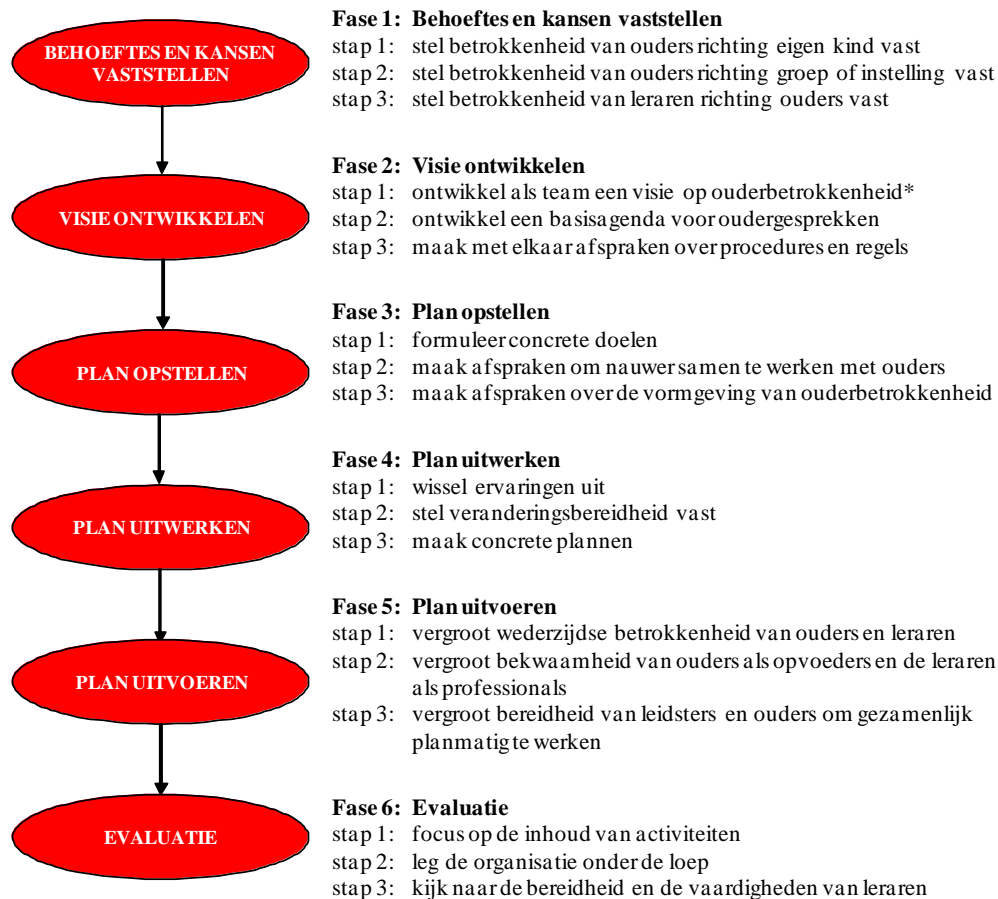 BEHOEFTES EN KANSEN
VASTSTELLEN
Fase 1: Behoeftes en kansen vaststellen
stap 1: stel betrokkenheid van ouders richting eigen kind vast
stap 2: stel betrokkenheid van ouders richting groep of instelling vast
stap 3: stel betrokkenheid van leraren richting ouders vast
VISIE ONTWIKKELEN
Fase 2: Visie ontwikkelen
stap 1: ontwikkel als team een visie op ouderbetrokkenheid*
stap 2: ontwikkel een basisagenda voor oudergesprekken
stap 3: maak met elkaar afspraken over procedures en regels
PLAN OPSTELLEN
Fase 3: Plan opstellen
stap 1: formuleer concrete doelen
stap 2: maak afspraken om nauwer samen te werken met ouders
stap 3: maak afspraken over de vormgeving van ouderbetrokkenheid
PLAN UITWERKEN
Fase 4: Plan uitwerken
stap 1: wissel ervaringen uit
stap 2: stel veranderingsbereidheid vast
stap 3: maak concrete plannen
PLAN UITVOEREN
Fase 5: Plan uitvoeren
stap 1: vergroot wederzijdse betrokkenheid van ouders en leraren
stap 2: vergroot bekwaamheid van ouders als opvoeders en de leraren
als professionals
stap 3: vergroot bereidheid van leidsters en ouders om gezamenlijk
planmatig te werken
EVALUATIE
Fase 6: Evaluatie
stap 1: focus op de inhoud van activiteiten
stap 2: leg de organisatie onder de loep
stap 3: kijk naar de bereidheid en de vaardigheden van leraren